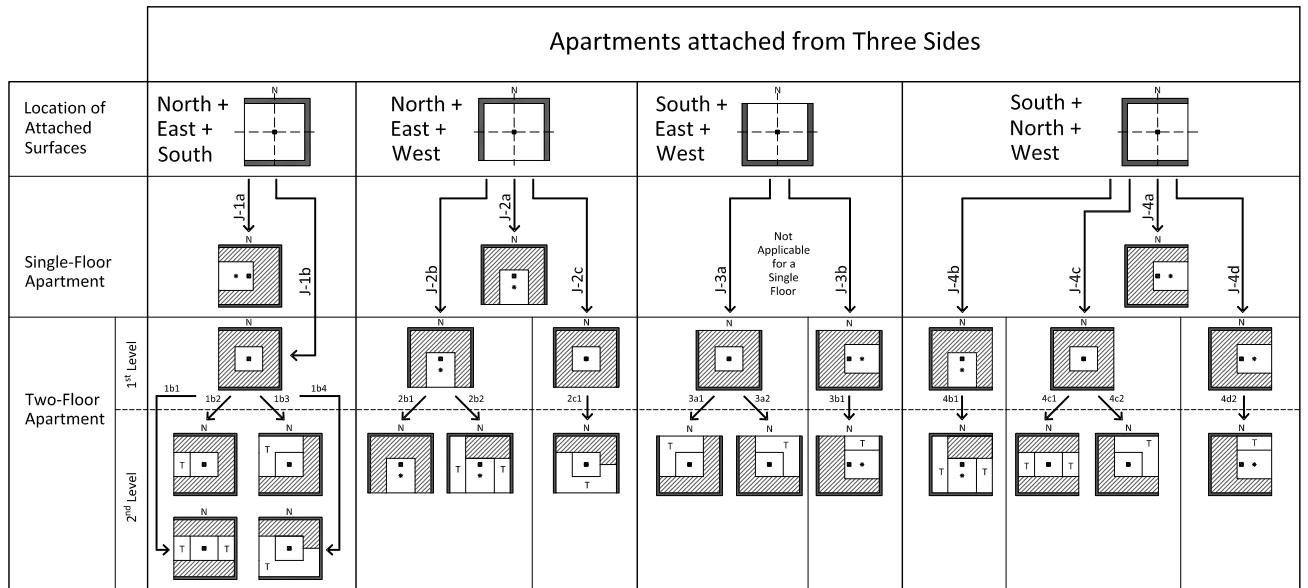 Apartments attached from Three Sides
Location of
Attached
Surfaces
North +
East +
South
N
North +
East +
West
N
South +
East +
West
N
South +
North +
West
N
Single-Floor
Apartment
J-1a
N
J-1b
J-2b
J-2a
N
J-2c
J-3a
Not
Applicable
for a
Single
Floor
J-3b
J-4b
J-4c
J-4a
N
J-4d
Two-Floor
Apartment
1st Level
N
N
N
N
N
N
N
N
1b1
1b2
1b3
1b4
2b1
2b2
2c1
3a1
3a2
3b1
4b1
4c1
4c2
4d2
2nd Level
N
T
N
T
N
N
T
T
N
T
N
T
N
T
N
T
N
T
T
N
T
T
N
T
N
T
N
T
T
N
T